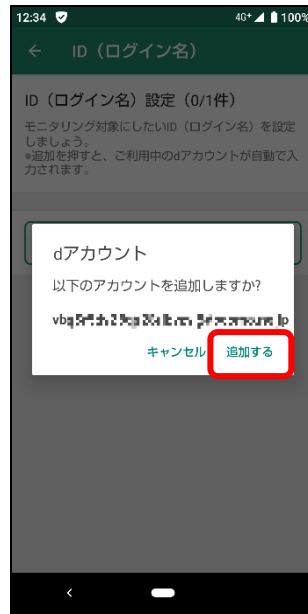 12:34 4G+ 100%
← ID（ログイン名）
ID（ログイン名）設定（0/1件）
モニタリング対象にしたいID（ログイン名）を設定
しましょう。
※追加を押すと、ご利用中のdアカウントが自動で入
力されます。
dアカウント
以下のアカウントを追加しますか?
キャンセル 追加する